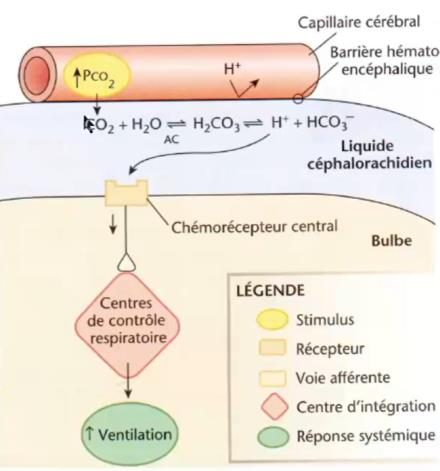 Capillaire cérébral
Barrière hémato
encéphalique
↑PCO₂
H⁺
CO₂ + H₂O ⇌ H₂CO₃ ⇌ H⁺ + HCO₃⁻
AC
Liquide
céphalorachidien
Chémorécepteur central
Bulbe
Centres
de contrôle
respiratoire
↑ Ventilation
LÉGENDE
Stimulus
Récepteur
Voie afférente
Centre d'intégration
Réponse systémique